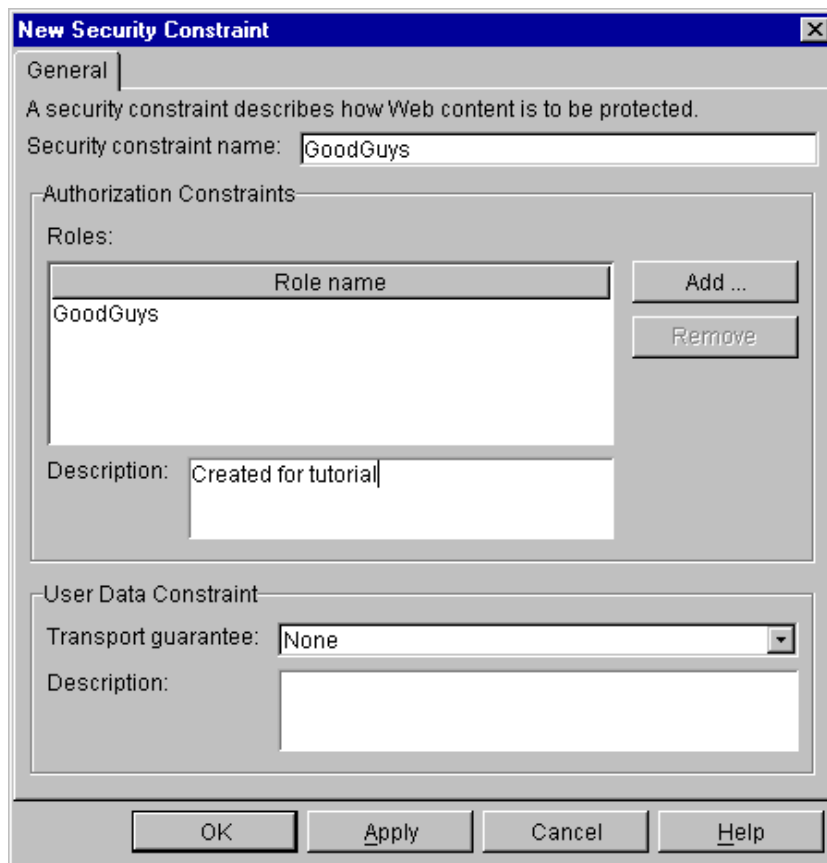 New Security Constraint
General
A security constraint describes how Web content is to be protected.
Security constraint name: GoodGuys
Authorization Constraints
Roles:
Role name
Add ...
GoodGuys
Remove
Description: Created for tutorial
User Data Constraint
Transport guarantee: None
Description:
OK Apply Cancel Help